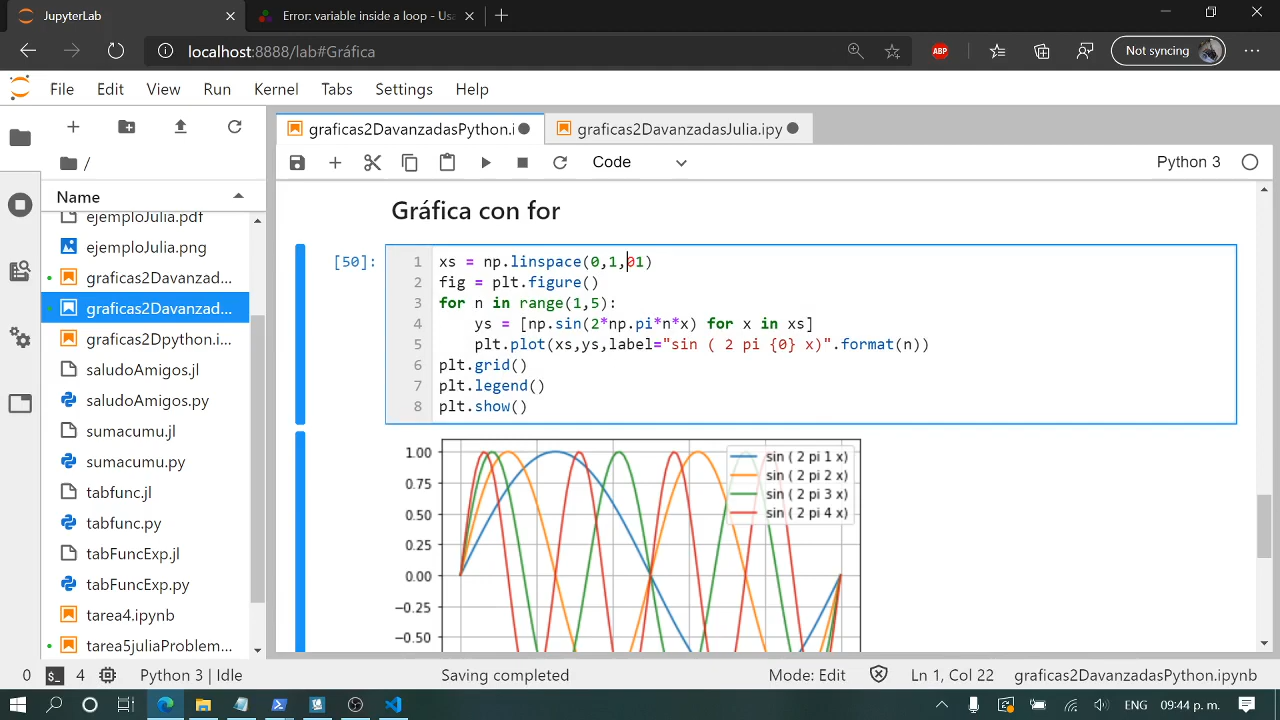 JupyterLab
Error: variable inside a loop - Usa
localhost:8888/lab#Gráfica
ABP
Not syncing
File Edit View Run Kernel Tabs Settings Help
graficas2DavanzadasPython.i
graficas2DavanzadasJulia.ipy
/
Code
Python 3
Name
ejemploJulia.pdf
ejemploJulia.png
graficas2Davanzad...
graficas2Davanzad...
graficas2Dpython.i...
saludoAmigos.jl
saludoAmigos.py
sumacumu.jl
sumacumu.py
tabfunc.jl
tabfunc.py
tabFuncExp.jl
tabFuncExp.py
tarea4.ipynb
tarea5juliaProblem...
Gráfica con for
[50]:
1 xs = np.linspace(0,1,01)
2 fig = plt.figure()
3 for n in range(1,5):
4 ys = [np.sin(2*np.pi*n*x) for x in xs]
5 plt.plot(xs,ys,label="sin ( 2 pi {0} x)".format(n))
6 plt.grid()
7 plt.legend()
8 plt.show()
1.00
0.75
0.50
0.25
0.00
−0.25
−0.50
sin ( 2 pi 1 x)
sin ( 2 pi 2 x)
sin ( 2 pi 3 x)
sin ( 2 pi 4 x)
0 $_ 4 Python 3 | Idle Saving completed Mode: Edit Ln 1, Col 22 graficas2DavanzadasPython.ipynb
ENG 09:44 p. m.